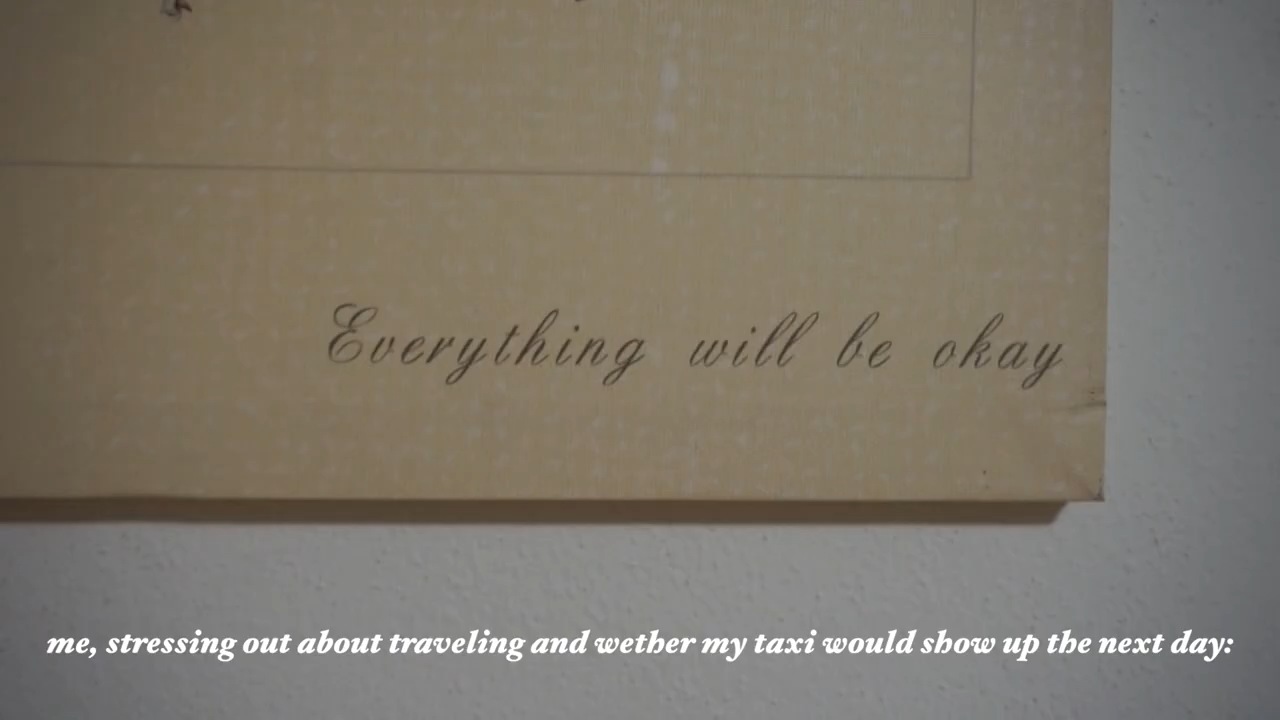 Everything will be okay
me, stressing out about traveling and wether my taxi would show up the next day: